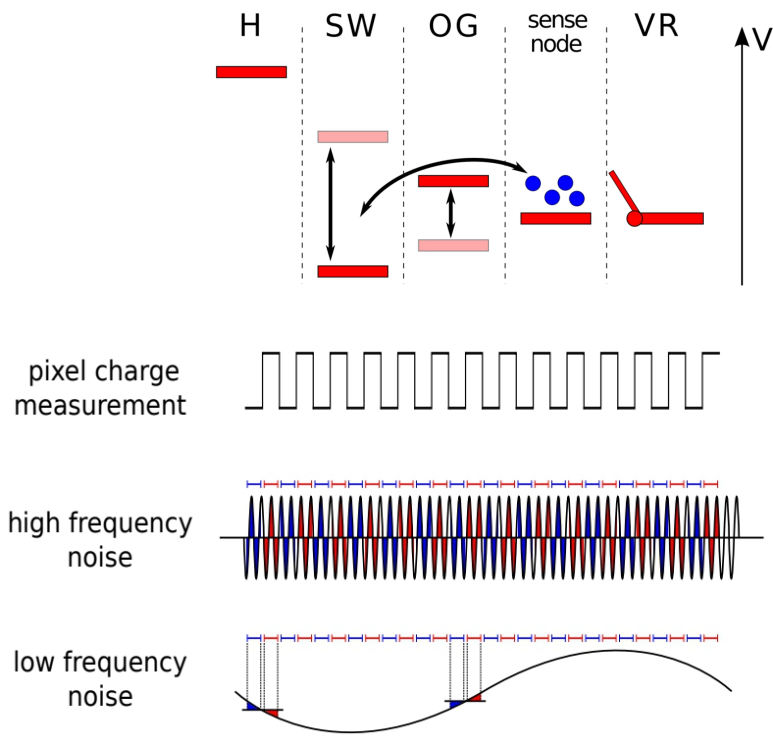 H SW OG sense node VR
V
pixel charge
measurement
high frequency
noise
low frequency
noise